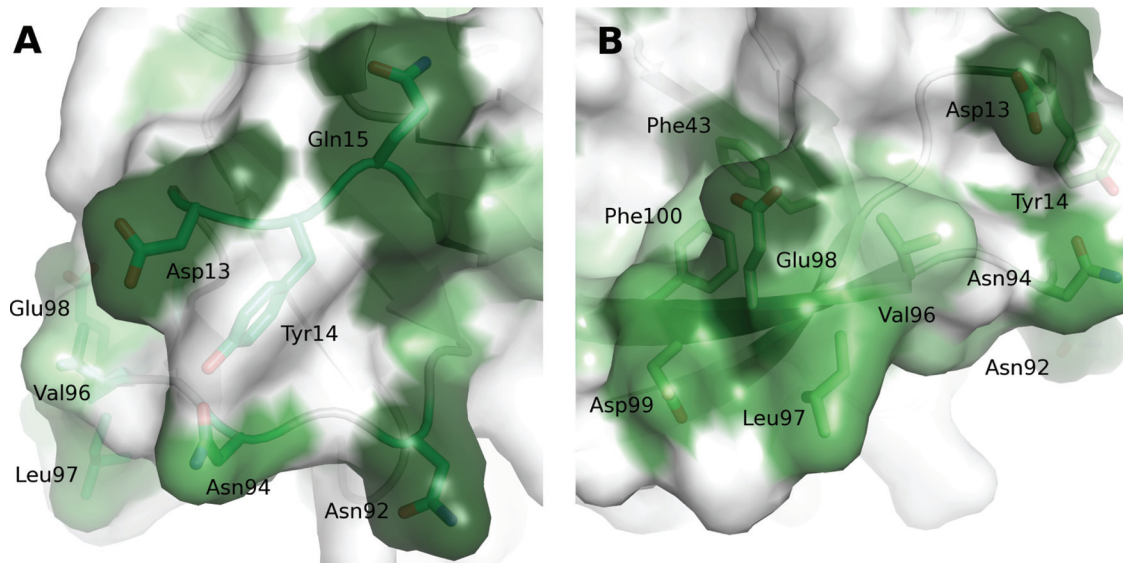 A
Gln15
Asp13
Glu98
Tyr14
Val96
Leu97
Asn94
Asn92
B
Asp13
Phe43
Tyr14
Phe100
Glu98
Asn94
Val96
Asn92
Asp99
Leu97